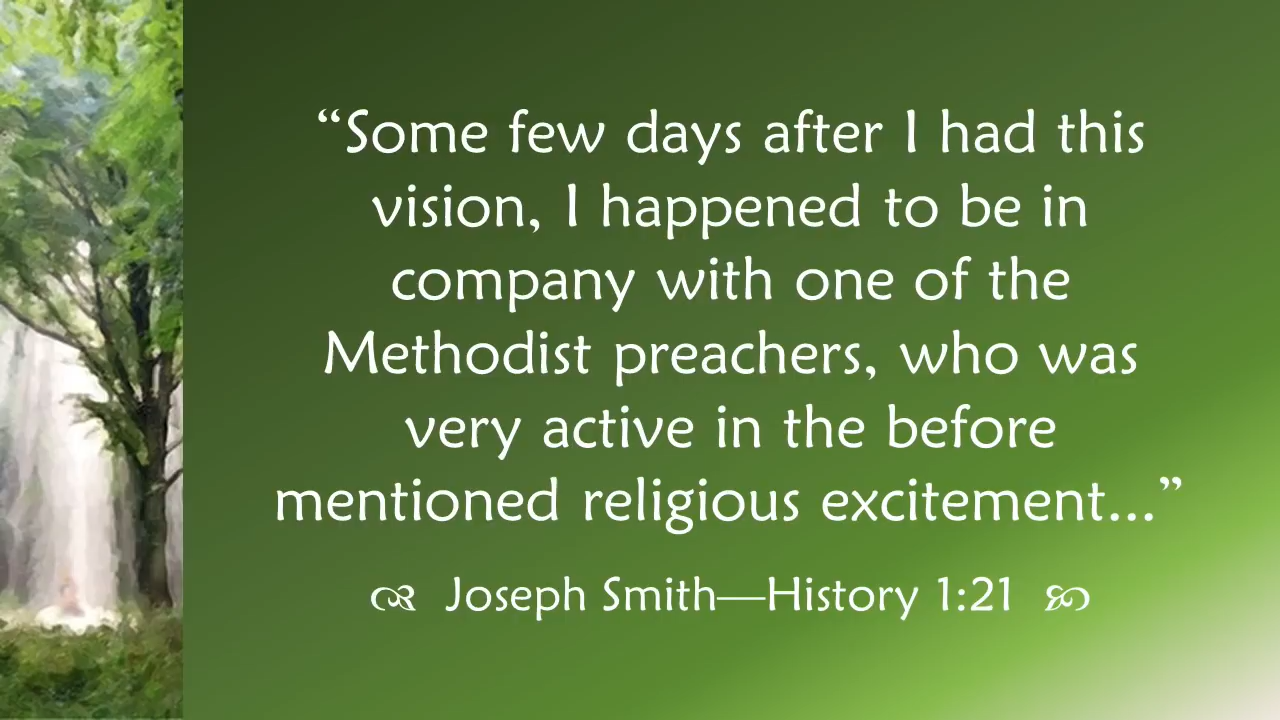 “Some few days after I had this
vision, I happened to be in
company with one of the
Methodist preachers, who was
very active in the before
mentioned religious excitement...”
Joseph Smith—History 1:21